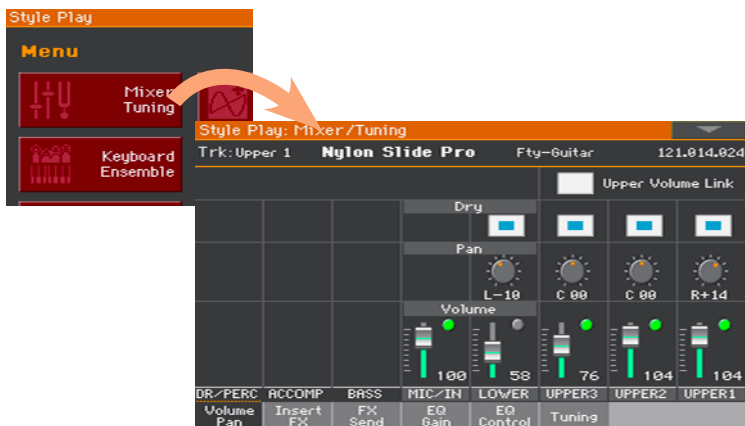 Style Play
Menu
Mixer
Tuning
Keyboard
Ensemble
Style Play: Mixer/Tuning
Trk:Upper 1 Nylon Slide Pro Fty-Guitar 121.014.024
Upper Volume Link
Dry
Pan
L-10 C 00 C 00 R+14
Volume
100 58 76 104 104
DR/PERC ACCOMP BASS MIC/IN LOWER UPPER3 UPPER2 UPPER1
Volume Pan Insert FX FX Send EQ Gain EQ Control Tuning